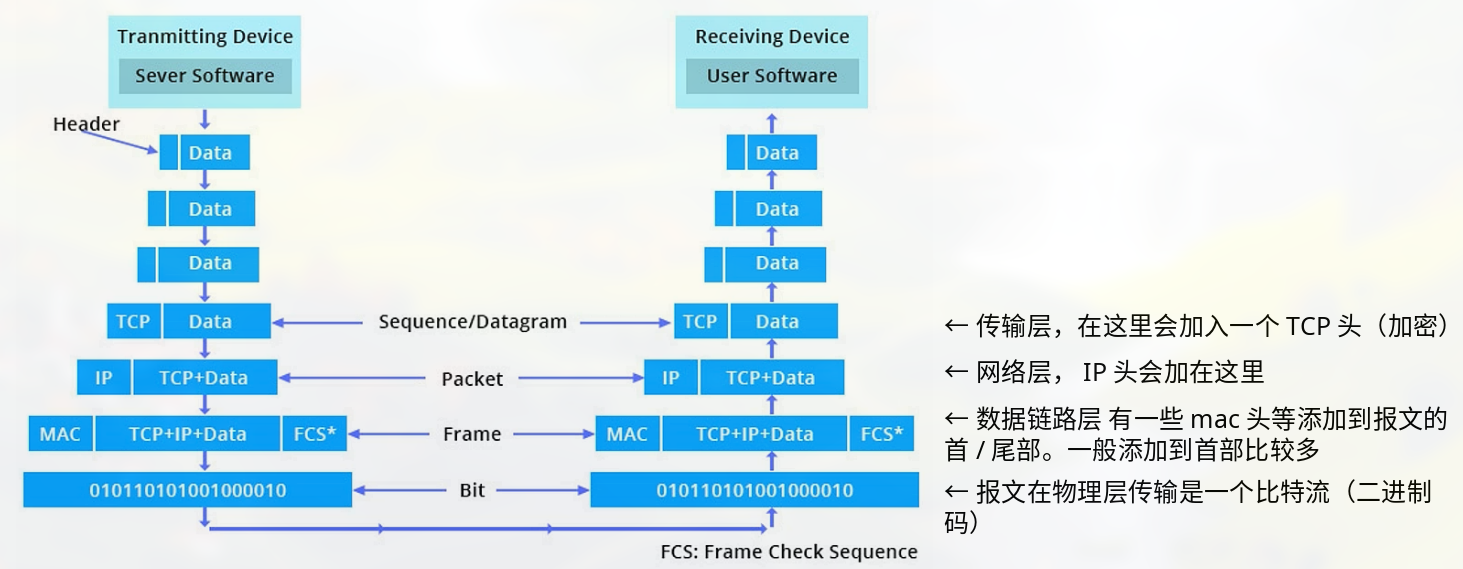 Tranmitting Device
Sever Software
Receiving Device
User Software
Header
Data
Data
Data
Data
Data
Data
TCP
Data
Sequence/Datagram
TCP
Data
← 传输层，在这里会加入一个 TCP 头（加密）
IP
TCP+Data
Packet
IP
TCP+Data
← 网络层， IP 头会加在这里
MAC
TCP+IP+Data
FCS*
Frame
MAC
TCP+IP+Data
FCS*
← 数据链路层 有一些 mac 头等添加到报文的
首 / 尾部。一般添加到首部比较多
010110101001000010
Bit
010110101001000010
← 报文在物理层传输是一个比特流（二进制
码）
FCS: Frame Check Sequence